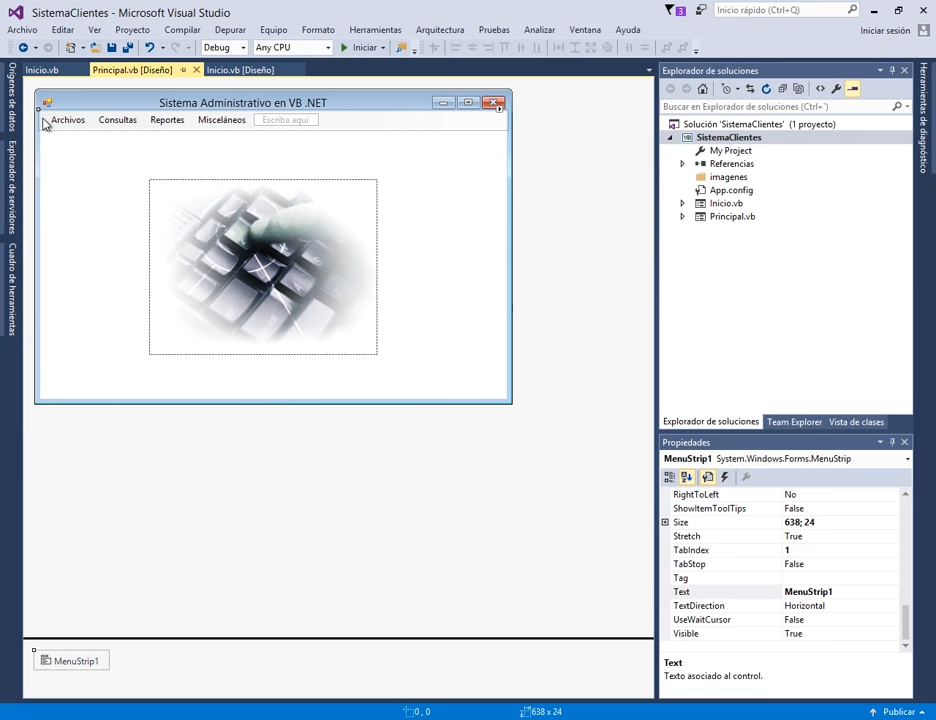 SistemaClientes - Microsoft Visual Studio
3
Inicio rápido (Ctrl+Q)
Archivo Editar Ver Proyecto Compilar Depurar Equipo Formato Herramientas Arquitectura Pruebas Analizar Ventana Ayuda
Iniciar sesión
Debug Any CPU Iniciar
Orígenes de datos
Explorador de servidores
Cuadro de herramientas
Inicio.vb Principal.vb [Diseño] Inicio.vb [Diseño]
Sistema Administrativo en VB .NET
Archivos Consultas Reportes Misceláneos Escriba aquí
MenuStrip1
Explorador de soluciones
Buscar en Explorador de soluciones (Ctrl+´)
Solución 'SistemaClientes' (1 proyecto)
VB SistemaClientes
My Project
Referencias
imagenes
App.config
Inicio.vb
Principal.vb
Explorador de soluciones Team Explorer Vista de clases
Propiedades
MenuStrip1 System.Windows.Forms.MenuStrip
RightToLeft No
ShowItemToolTips False
Size 638; 24
Stretch True
TabIndex 1
TabStop False
Tag
Text MenuStrip1
TextDirection Horizontal
UseWaitCursor False
Visible True
Text
Texto asociado al control.
Herramientas de diagnóstico
0 , 0
638 x 24
Publicar